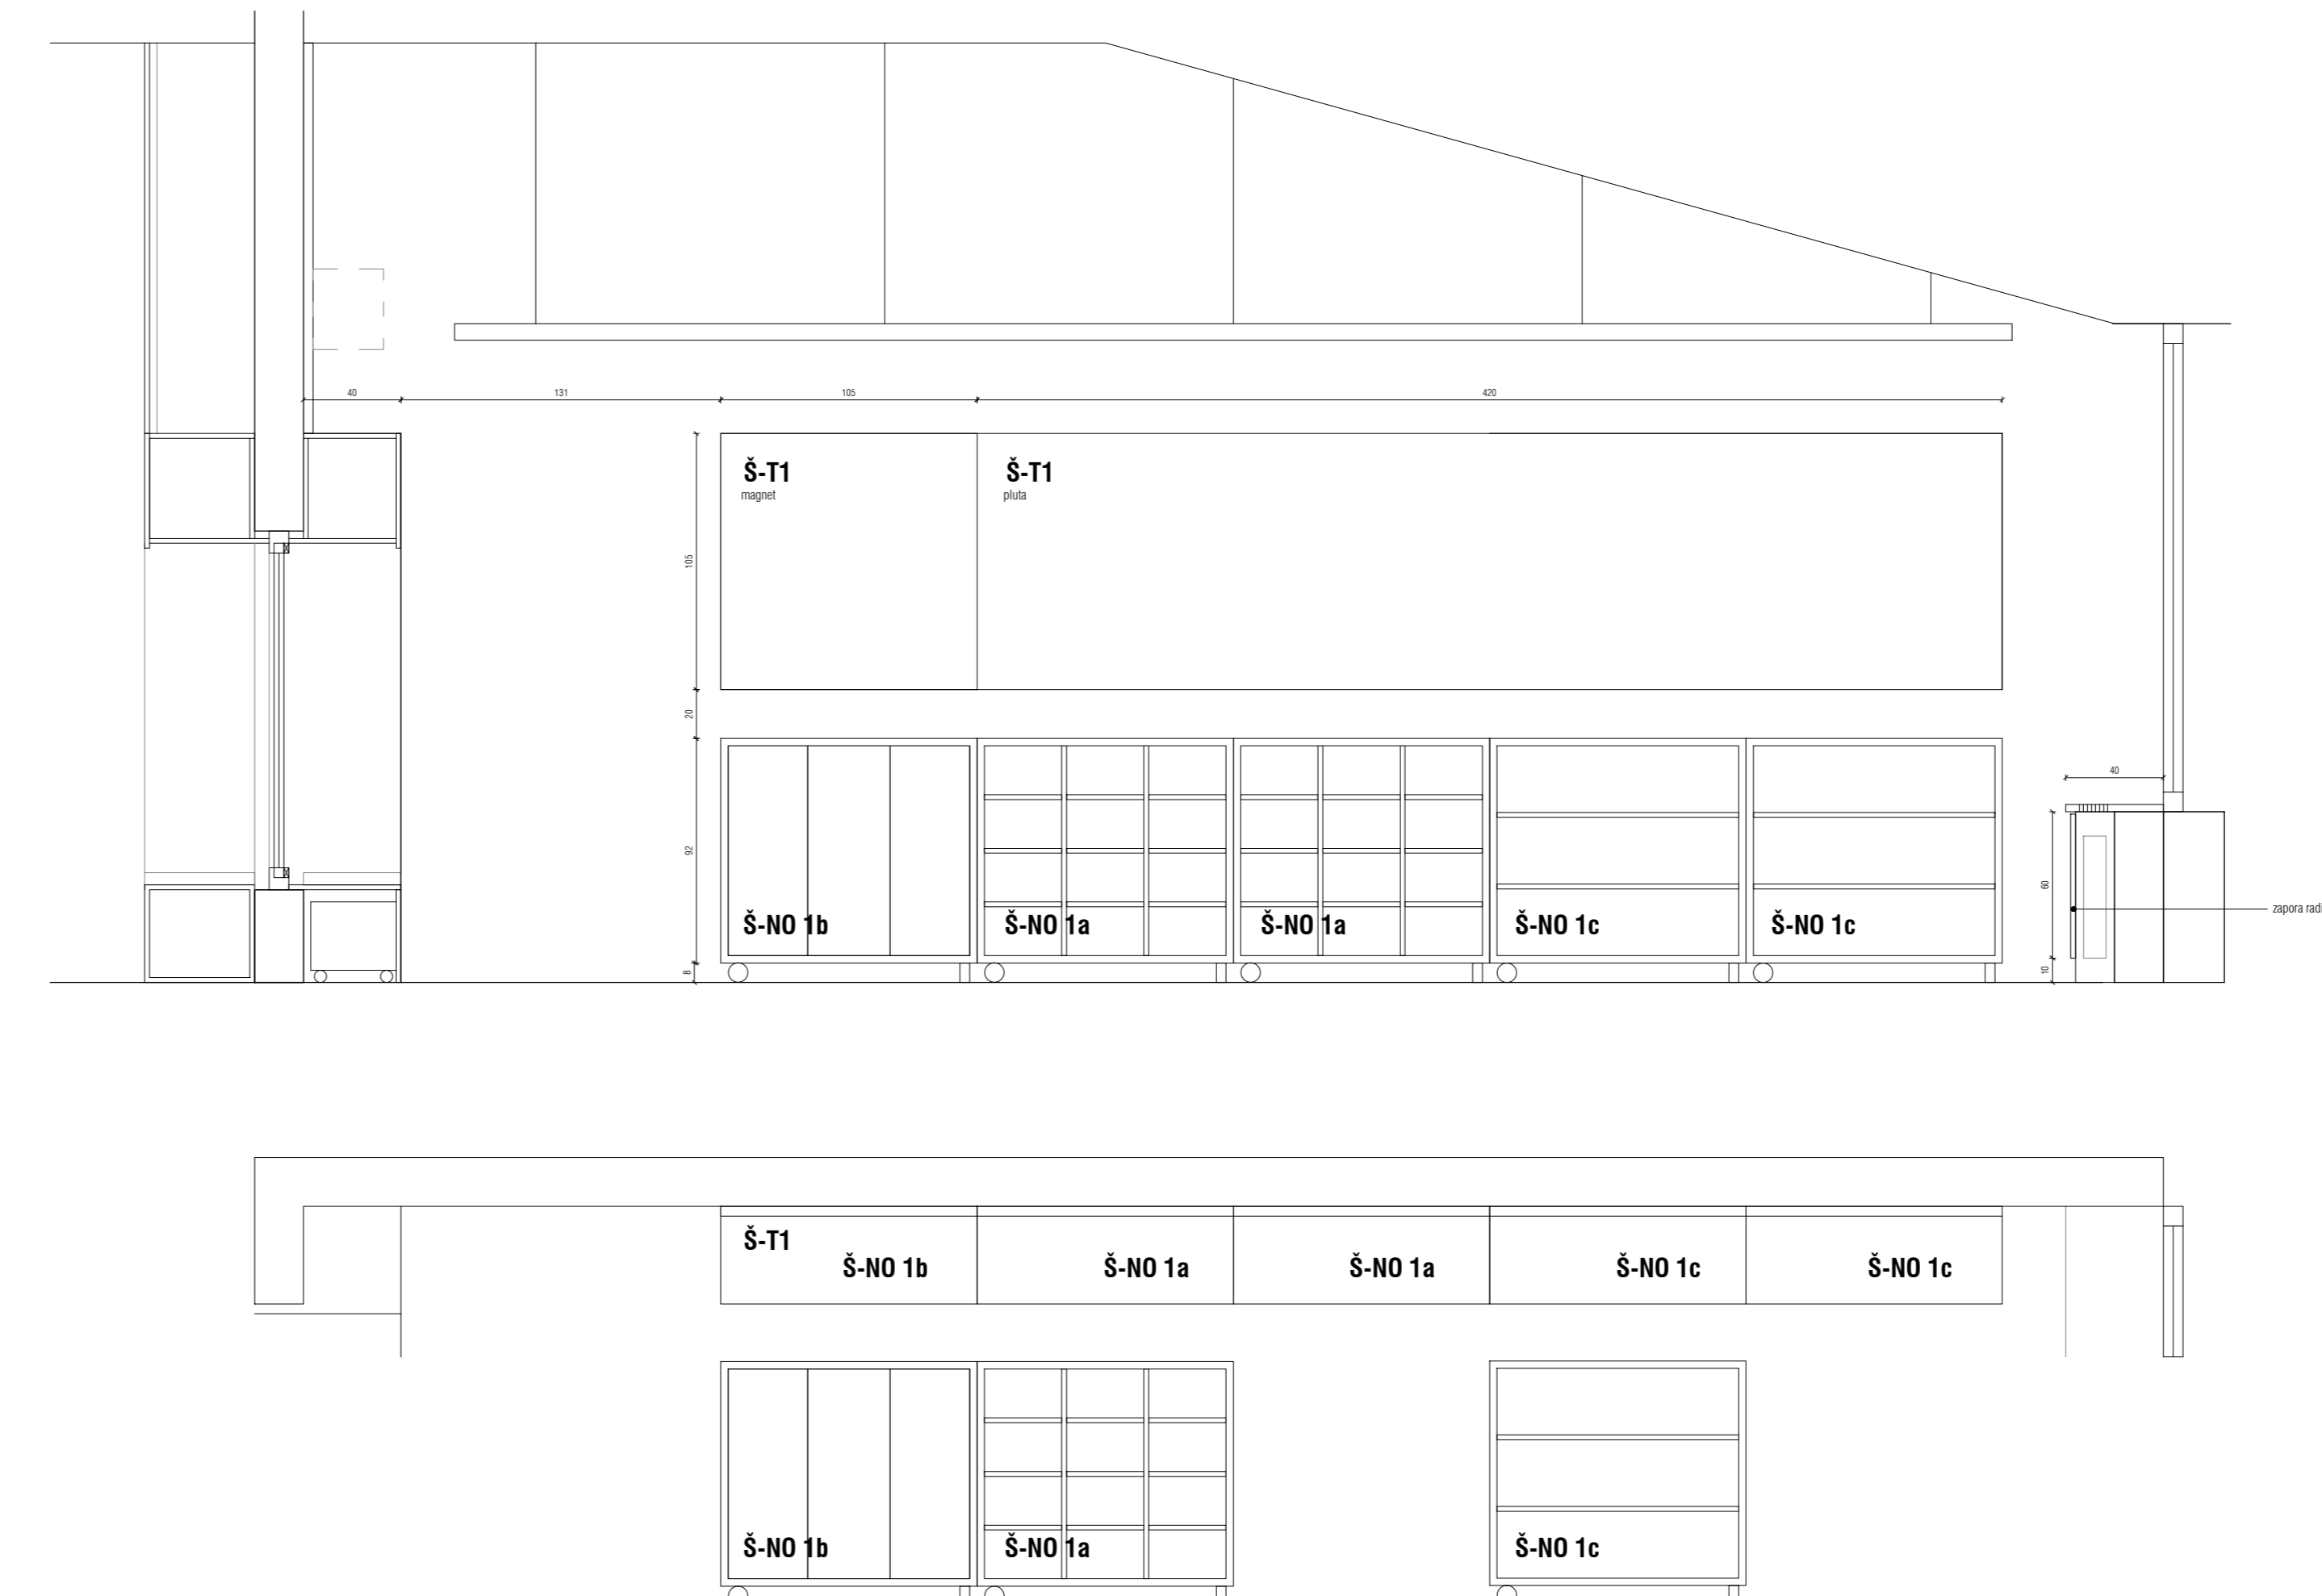 40
131
105
420
Š-T1
magnet
Š-T1
pluta
105
20
92
8
40
60
10
zapora radi
Š-NO 1b
Š-NO 1a
Š-NO 1a
Š-NO 1c
Š-NO 1c
Š-T1
Š-NO 1b
Š-NO 1a
Š-NO 1a
Š-NO 1c
Š-NO 1c
Š-NO 1b
Š-NO 1a
Š-NO 1c